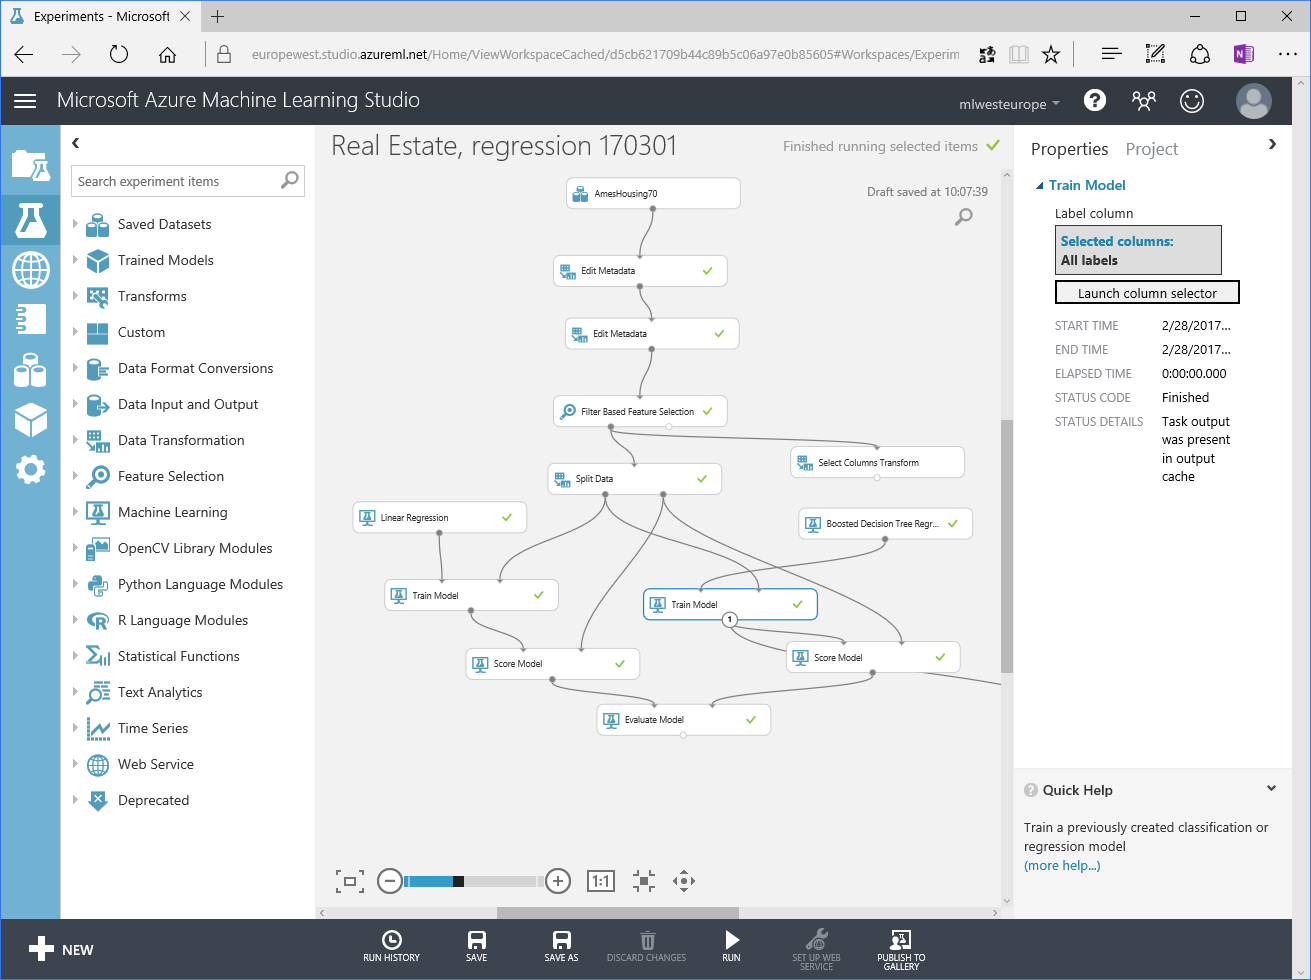 Experiments - Microsoft
europewest.studio.azureml.net/Home/ViewWorkspaceCached/d5cb621709b44c89b5c06a97e0b85605#Workspaces/Experim
Microsoft Azure Machine Learning Studio
mlwesteurope
Search experiment items
Saved Datasets
Trained Models
Transforms
Custom
Data Format Conversions
Data Input and Output
Data Transformation
Feature Selection
Machine Learning
OpenCV Library Modules
Python Language Modules
R Language Modules
Statistical Functions
Text Analytics
Time Series
Web Service
Deprecated
Real Estate, regression 170301
Finished running selected items
Draft saved at 10:07:39
AmesHousing70
Edit Metadata
Edit Metadata
Filter Based Feature Selection
Select Columns Transform
Split Data
Linear Regression
Boosted Decision Tree Regr...
Train Model
Train Model
1
Score Model
Score Model
Evaluate Model
1:1
Properties Project
Train Model
Label column
Selected columns:
All labels
Launch column selector
START TIME 2/28/2017...
END TIME 2/28/2017...
ELAPSED TIME 0:00:00.000
STATUS CODE Finished
STATUS DETAILS Task output
was present
in output
cache
Quick Help
Train a previously created classification or
regression model
(more help...)
NEW
RUN HISTORY
SAVE
SAVE AS
DISCARD CHANGES
RUN
SET UP WEB
SERVICE
PUBLISH TO
GALLERY